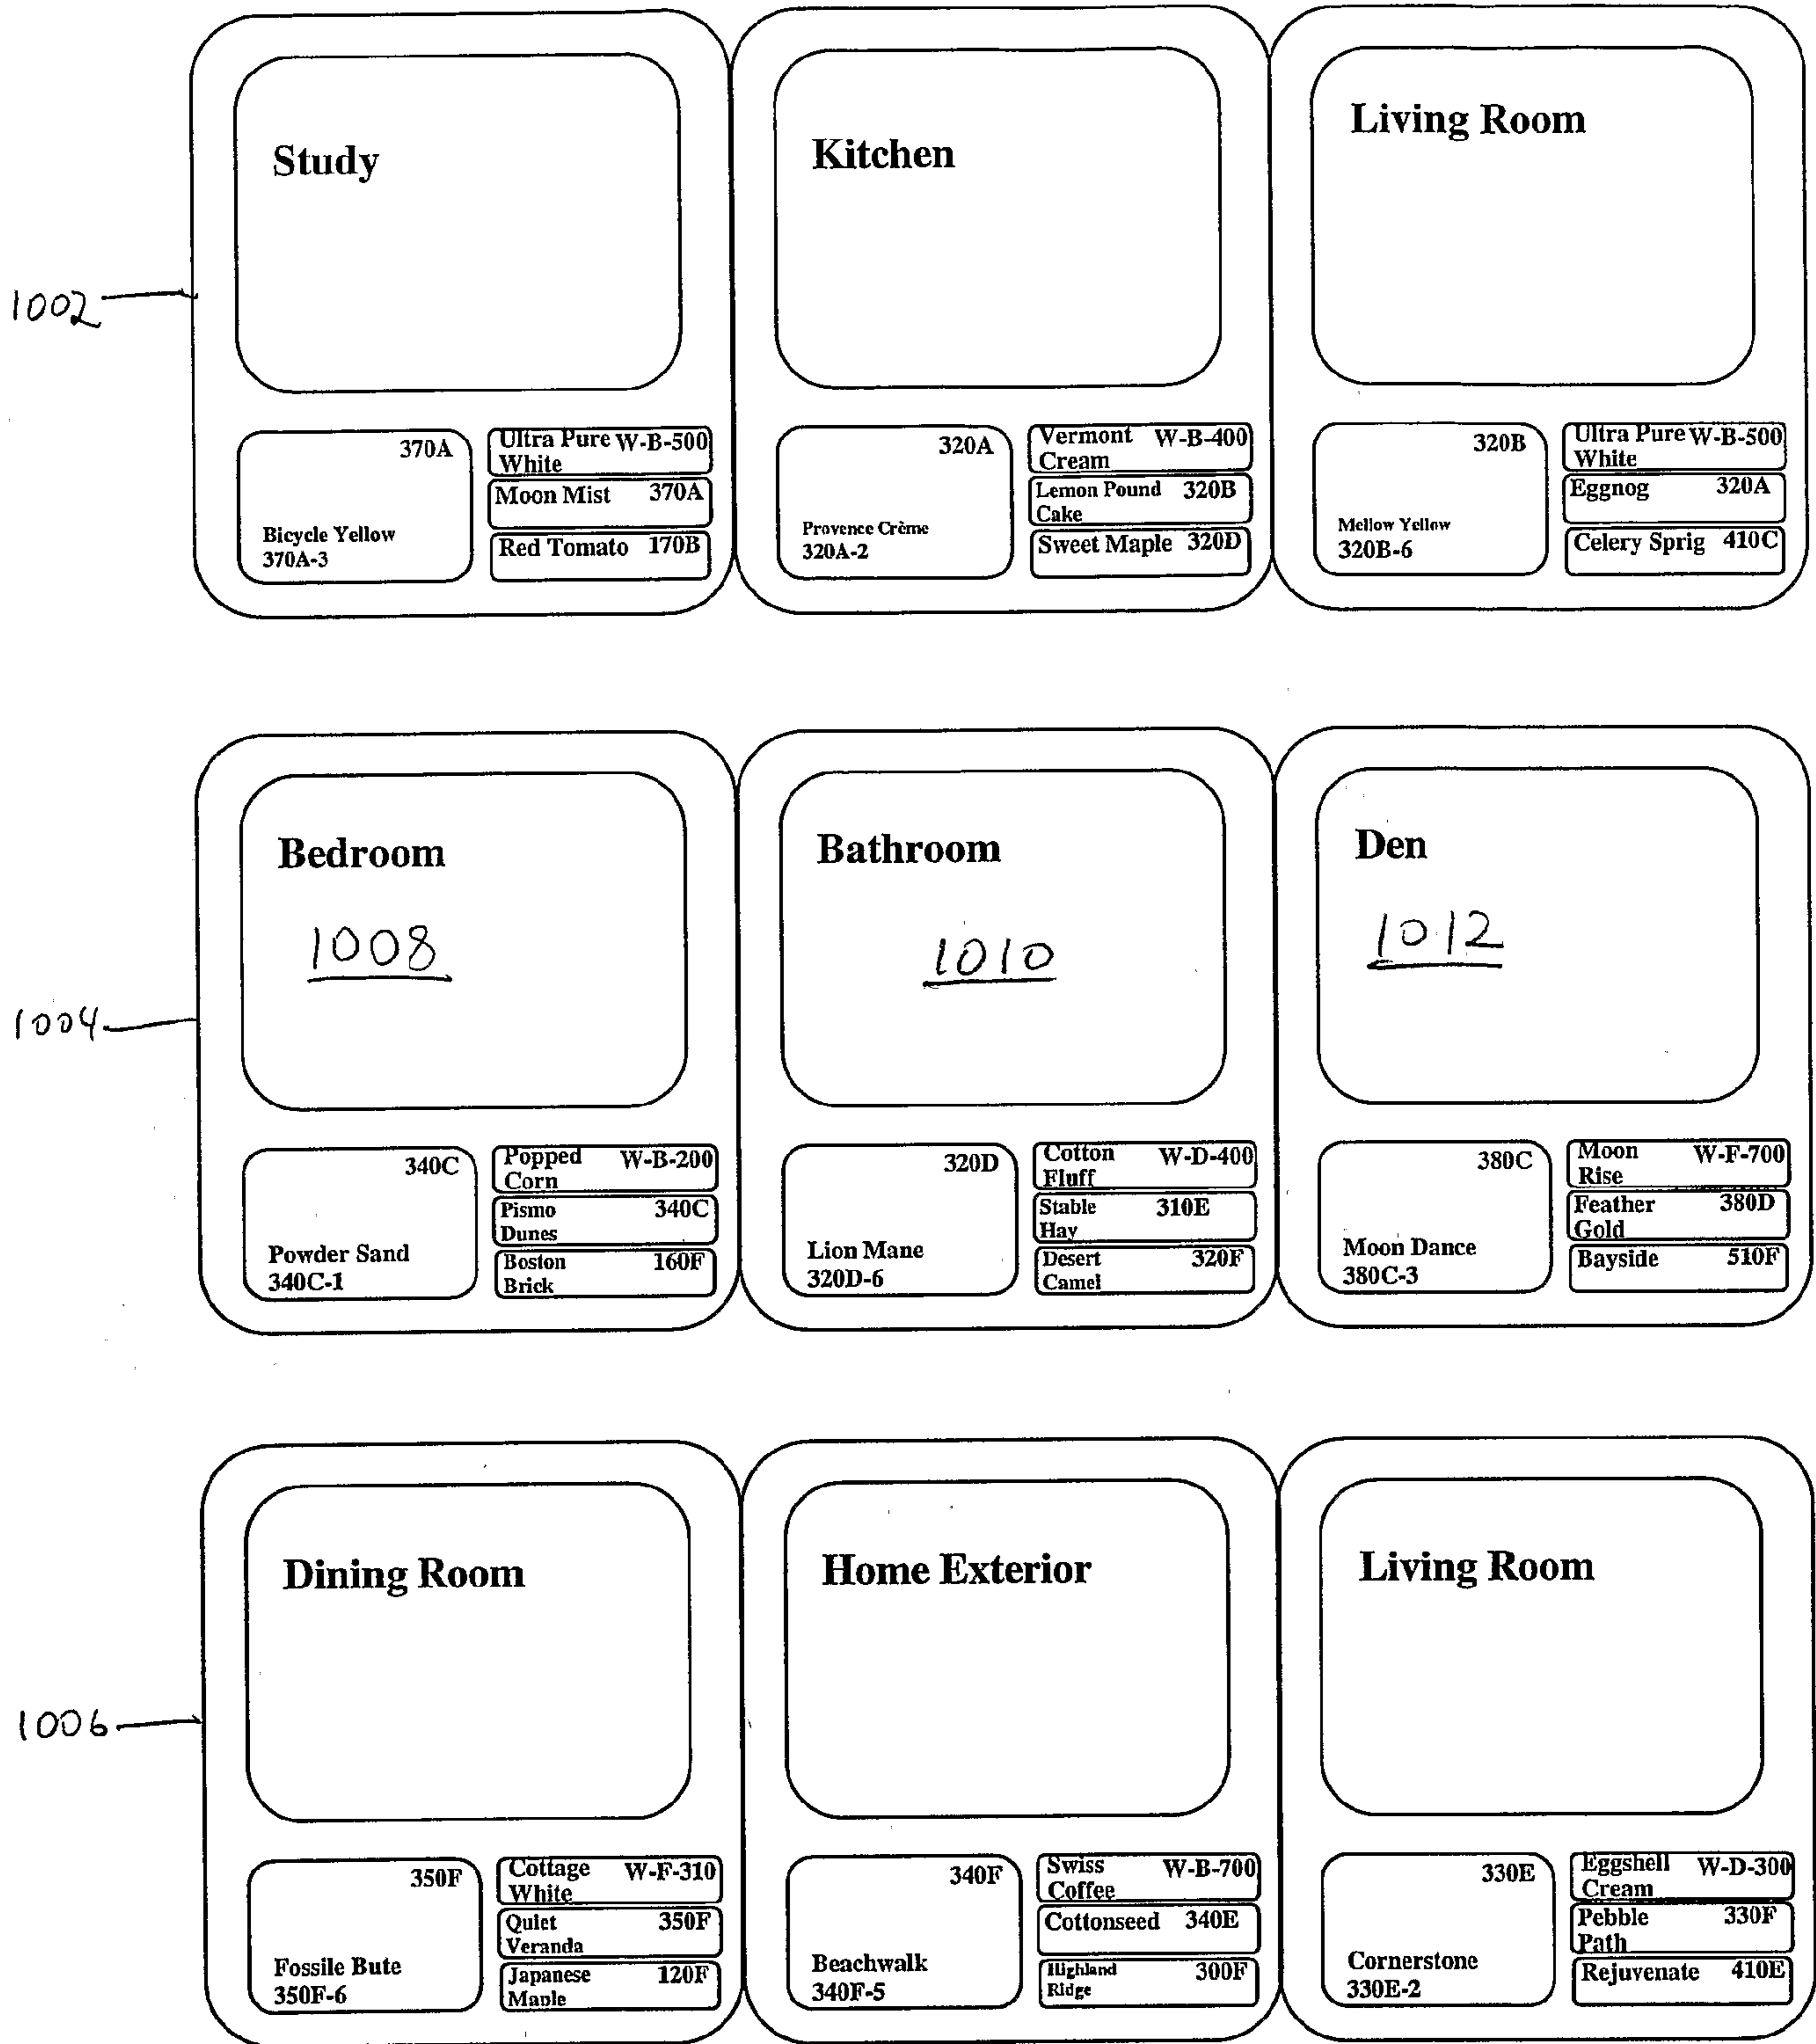 Study
Kitchen
Living Room
1002
370A
Bicycle Yellow
370A-3
Ultra Pure W-B-500
White
Moon Mist 370A
Red Tomato 170B
320A
Provence Crème
320A-2
Vermont W-B-400
Cream
Lemon Pound 320B
Cake
Sweet Maple 320D
320B
Mellow Yellow
320B-6
Ultra Pure W-B-500
White
Eggnog 320A
Celery Sprig 410C
Bedroom
1008
Bathroom
1010
Den
1012
1004
340C
Powder Sand
340C-1
Popped W-B-200
Corn
Pismo 340C
Dunes
Boston 160F
Brick
320D
Lion Mane
320D-6
Cotton W-D-400
Fluff
Stable 310E
Hay
Desert 320F
Camel
380C
Moon Dance
380C-3
Moon W-F-700
Rise
Feather 380D
Gold
Bayside 510F
Dining Room
Home Exterior
Living Room
1006
350F
Fossile Bute
350F-6
Cottage W-F-310
White
Quiet 350F
Veranda
Japanese 120F
Maple
340F
Beachwalk
340F-5
Swiss W-B-700
Coffee
Cottonseed 340E
Highland 300F
Ridge
330E
Cornerstone
330E-2
Eggshell W-D-300
Cream
Pebble 330F
Path
Rejuvenate 410E